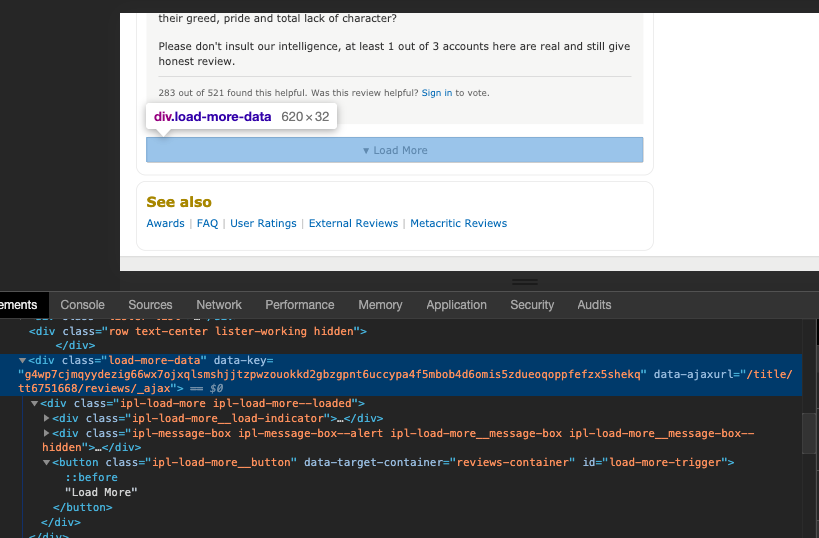 their greed, pride and total lack of character?
Please don't insult our intelligence, at least 1 out of 3 accounts here are real and still give
honest review.
283 out of 521 found this helpful. Was this review helpful? Sign in to vote.
div.load-more-data 620 × 32
▼ Load More
See also
Awards | FAQ | User Ratings | External Reviews | Metacritic Reviews
ements Console Sources Network Performance Memory Application Security Audits
<div class="row text-center lister-working hidden">
</div>
▼<div class="load-more-data" data-key=
"g4wp7cjmqyydezig66wx7ojxqlsmshjjtzpwzouokkd2gbzgpnt6uccypa4f5mbob4d6omis5zdueoqoppfefzx5shekq" data-ajaxurl="/title/
tt6751668/reviews/_ajax"> == $0
▼<div class="ipl-load-more ipl-load-more--loaded">
▶<div class="ipl-load-more__load-indicator">…</div>
▶<div class="ipl-message-box ipl-message-box--alert ipl-load-more__message-box ipl-load-more__message-box--
hidden">…</div>
▼<button class="ipl-load-more__button" data-target-container="reviews-container" id="load-more-trigger">
::before
"Load More"
</button>
</div>
</div>